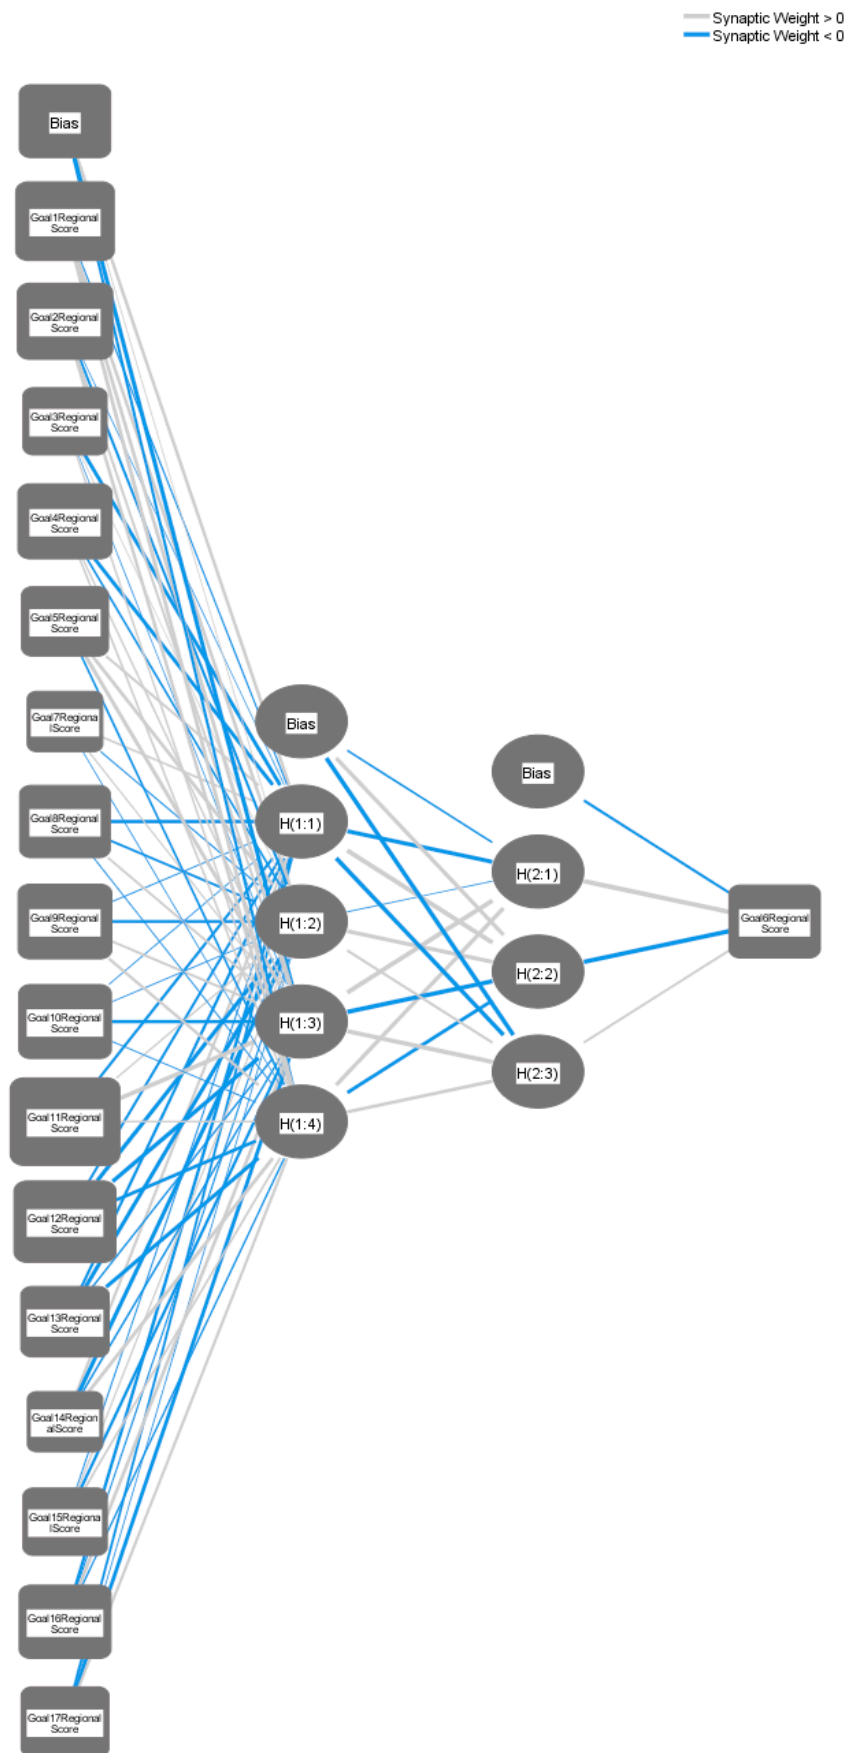 Synaptic Weight > 0
Synaptic Weight < 0
Bias
Goal1Regional
Score
Goal2Regional
Score
Goal3Regional
Score
Goal4Regional
Score
Goal5Regional
Score
Goal7Regiona
lScore
Goal8Regional
Score
Goal9Regional
Score
Goal10Regional
Score
Goal11Regional
Score
Goal12Regional
Score
Goal13Regional
Score
Goal14Region
alScore
Goal15Regiona
lScore
Goal16Regional
Score
Goal17Regional
Score
Bias
H(1:1)
H(1:2)
H(1:3)
H(1:4)
Bias
H(2:1)
H(2:2)
H(2:3)
Goal6Regional
Score